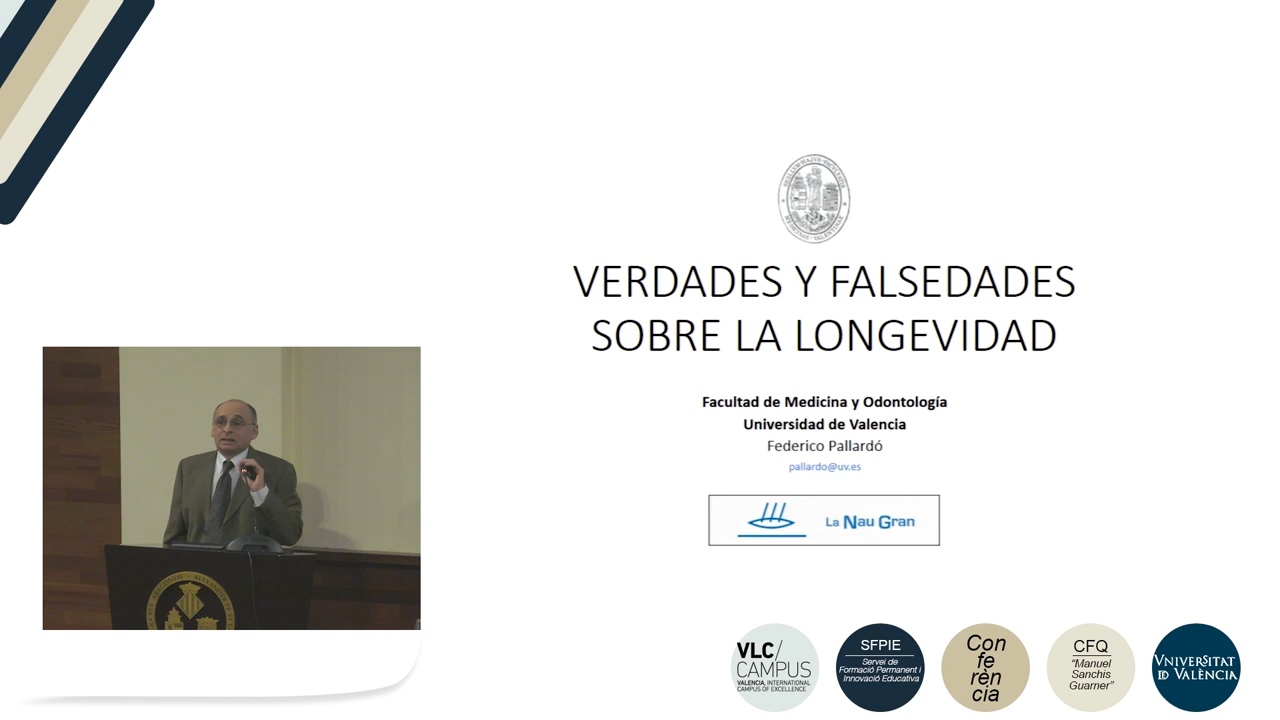 VERDADES Y FALSEDADES
SOBRE LA LONGEVIDAD
Facultad de Medicina y Odontología
Universidad de Valencia
Federico Pallardó
pallardo@uv.es
La Nau Gran
VLC/
CAMPUS
VALENCIA, INTERNATIONAL
CAMPUS OF EXCELLENCE
SFPIE
Servei de
Formació Permanent i
Innovació Educativa
Con
fe
rèn
cia
CFQ
“Manuel
Sanchis
Guarner”
VNIVERSITAT
ID VALÈNCIA